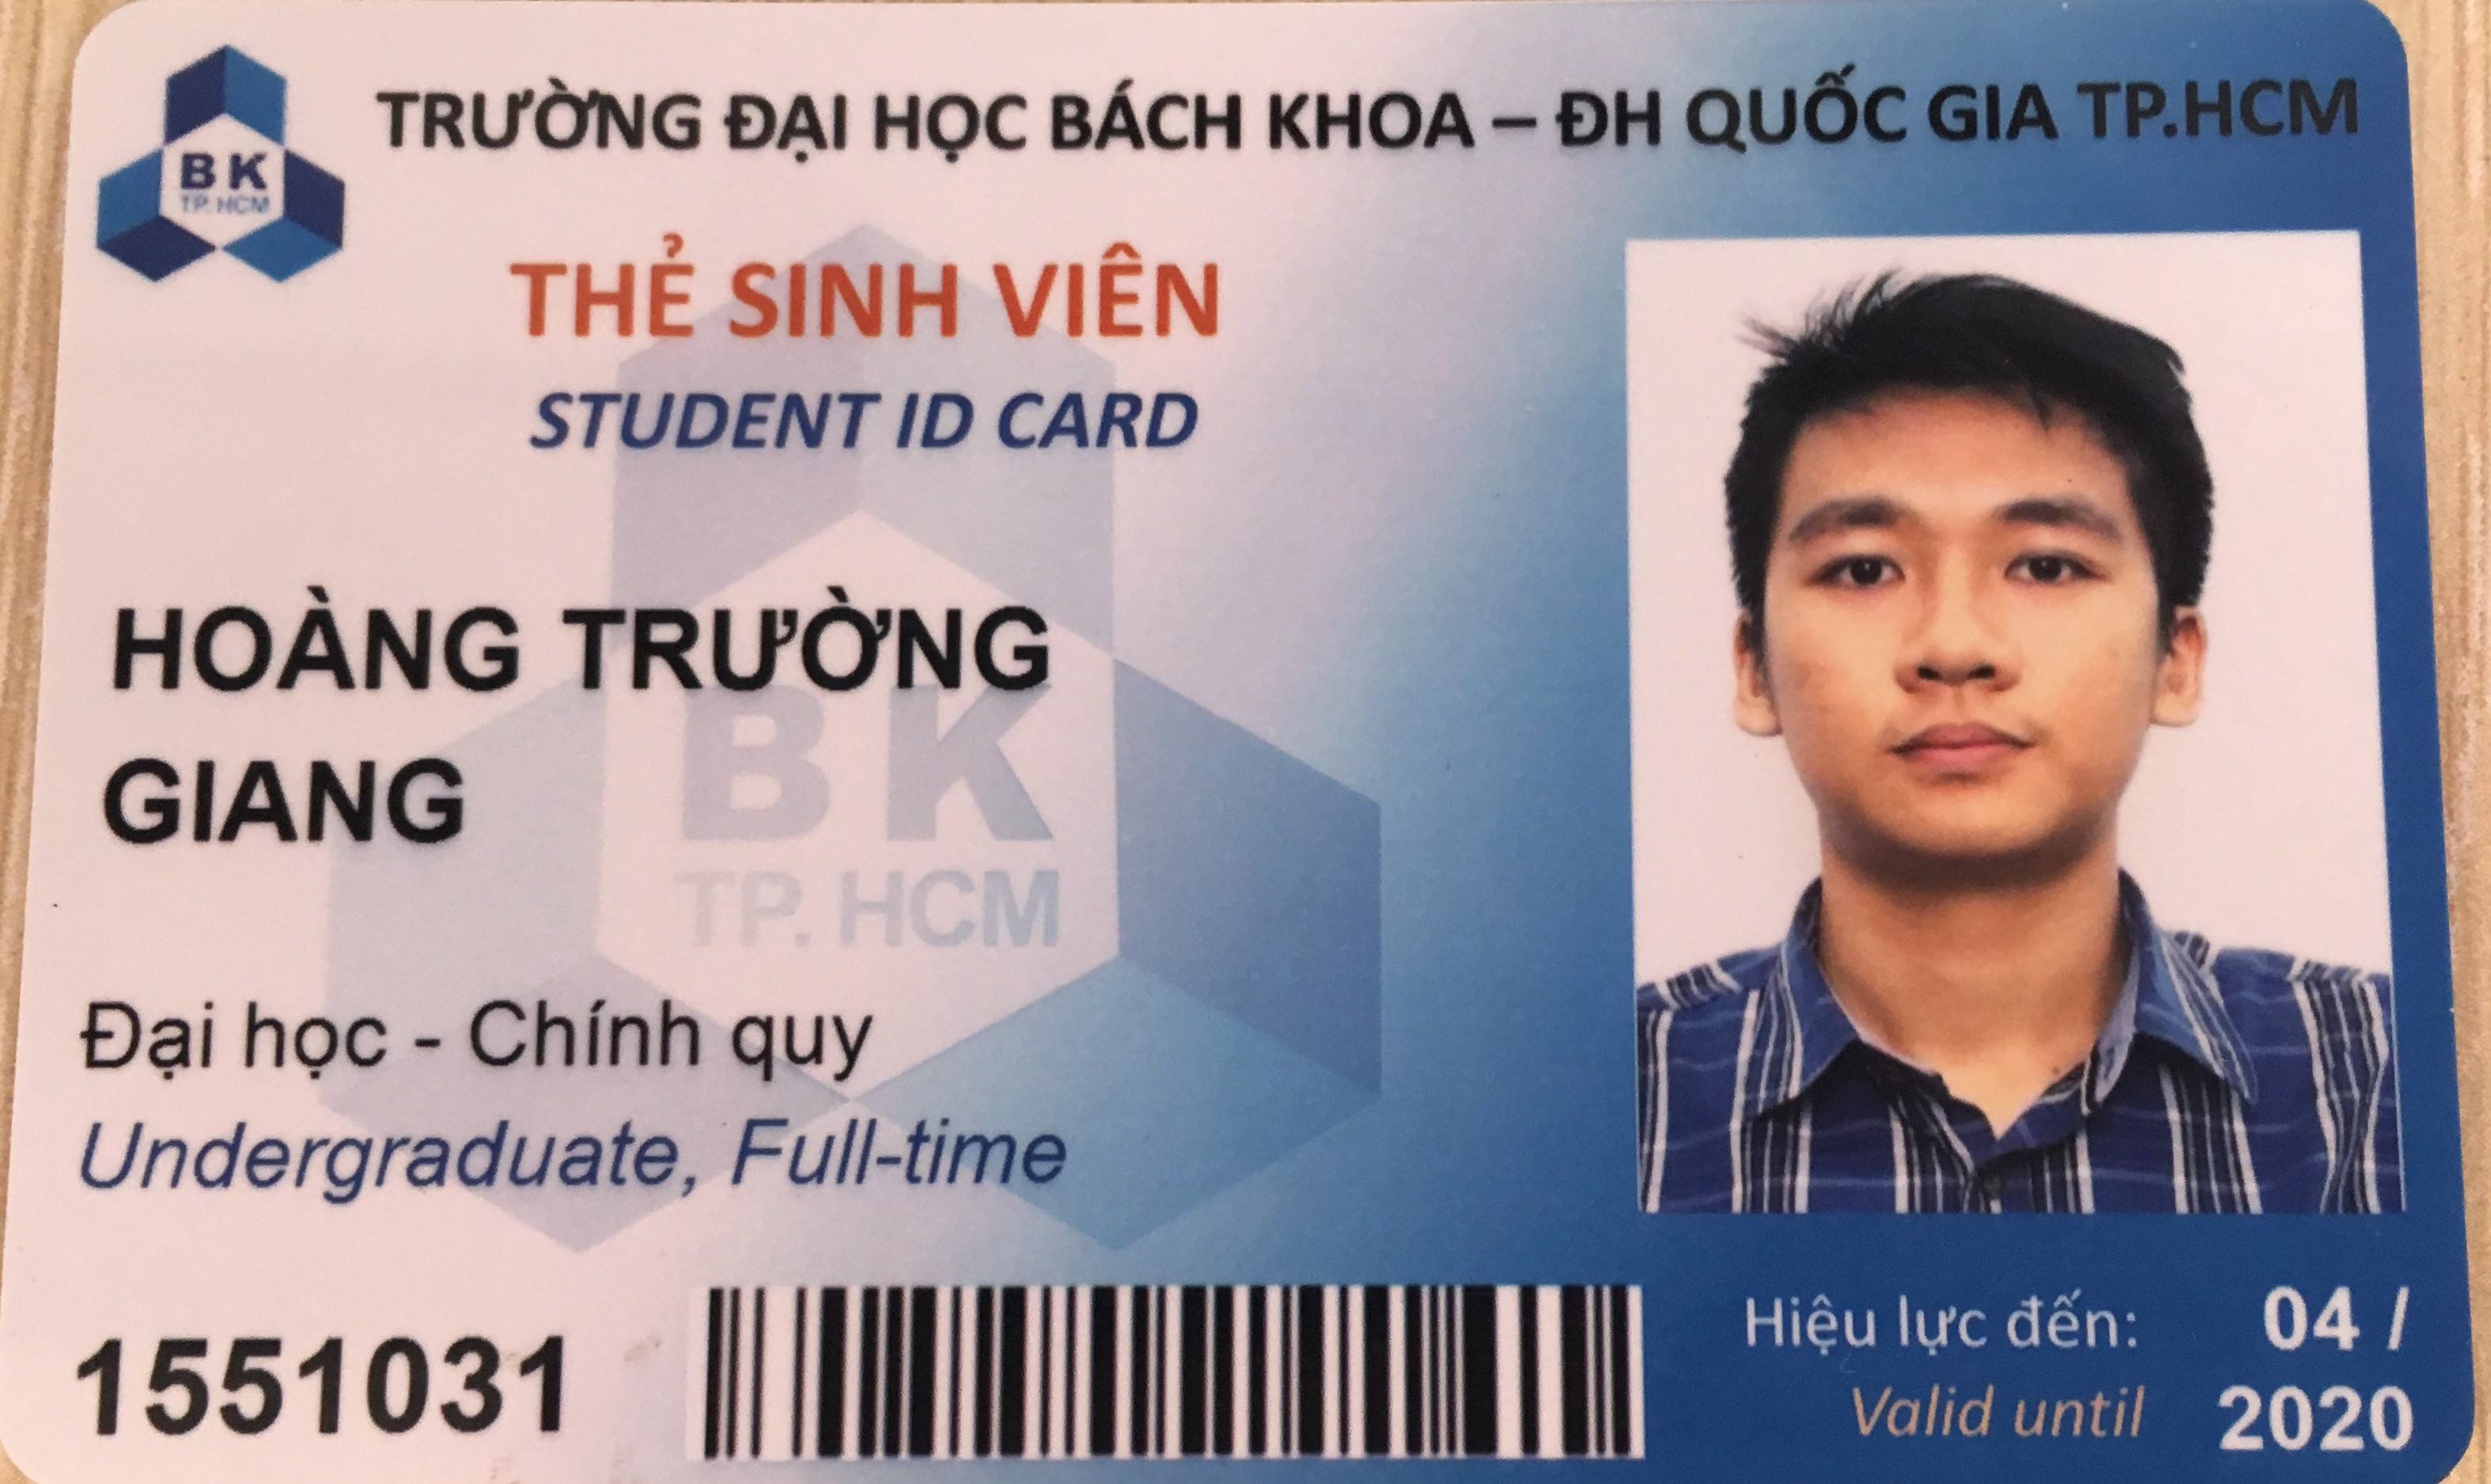 BK
TP. HCM
TRƯỜNG ĐẠI HỌC BÁCH KHOA – ĐH QUỐC GIA TP.HCM
THẺ SINH VIÊN
STUDENT ID CARD
HOÀNG TRƯỜNG
GIANG
BK
TP. HCM
Đại học - Chính quy
Undergraduate, Full-time
1551031
Hiệu lực đến: 04 /
Valid until 2020